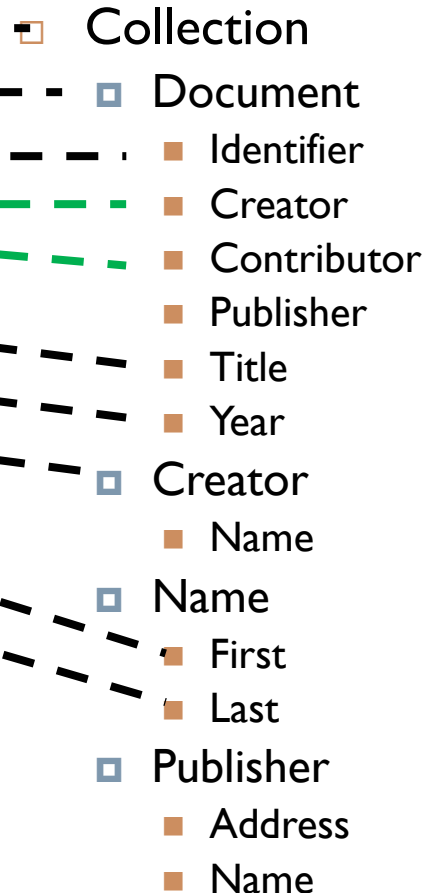 Collection
Document
Identifier
Creator
Contributor
Publisher
Title
Year
Creator
Name
Name
First
Last
Publisher
Address
Name